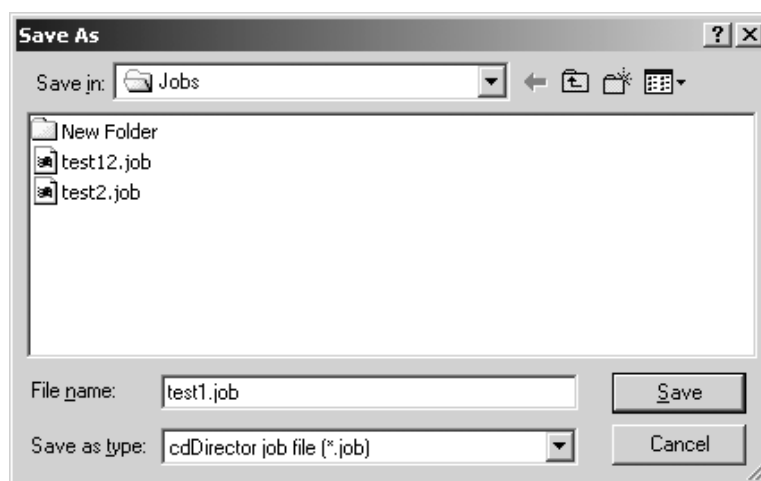 Save As
Save in: Jobs
New Folder
test12.job
test2.job
File name: test1.job Save
Save as type: cdDirector job file (*.job) Cancel